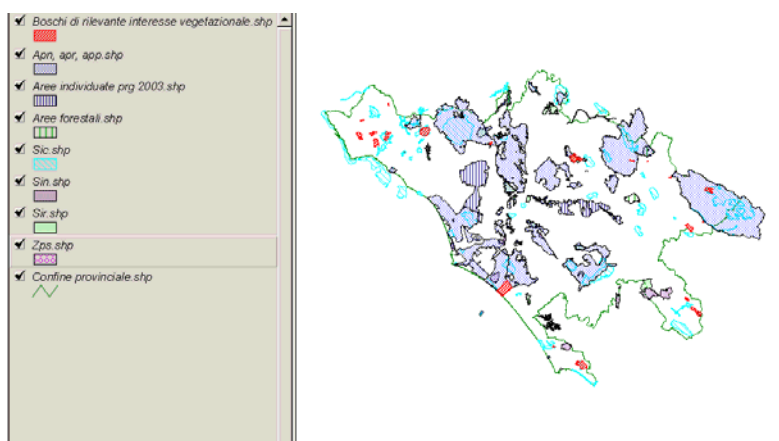 Boschi di rilevante interesse vegetazionale.shp
Apn, apr, app.shp
Aree individuate prg 2003.shp
Aree forestali.shp
Sic.shp
Sin.shp
Sir.shp
Zps.shp
Confine provinciale.shp